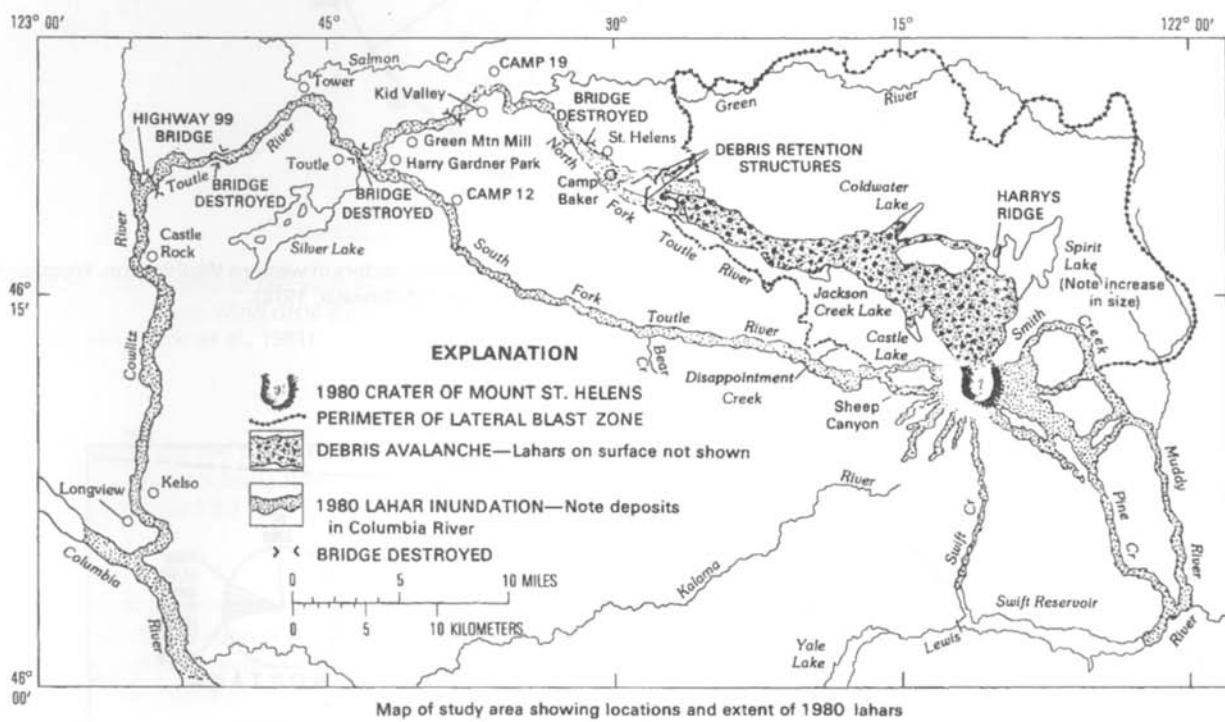 123° 00'
45°
30°
15°
122° 00'
Salmon
Cr
CAMP 19
Tower
Kid Valley
BRIDGE
DESTROYED
Green
River
HIGHWAY 99
BRIDGE
River
Green Mtn Mill
St. Helens
North
DEBRIS RETENTION
STRUCTURES
Toutle
Harry Gardner Park
Toutle
BRIDGE
DESTROYED
BRIDGE
DESTROYED
CAMP 12
Camp
Baker
Fork
Coldwater
Lake
HARRYS
RIDGE
River
Castle
Rock
Silver Lake
South
Toutle
River
Spirit
Lake
(Note increase
in size)
46°
15'
Jackson
Creek Lake
Fork
Toutle
River
Castle
Lake
Smith
Creek
Cowlitz
Bear
Cr
Disappointment
Creek
Sheep
Canyon
EXPLANATION
1980 CRATER OF MOUNT ST. HELENS
PERIMETER OF LATERAL BLAST ZONE
DEBRIS AVALANCHE—Lahars on surface not shown
1980 LAHAR INUNDATION—Note deposits
in Columbia River
BRIDGE DESTROYED
0 5 10 MILES
0 5 10 KILOMETERS
Longview
Kelso
Columbia
River
River
Kalama
Swift
Cr
Pine
Cr
Muddy
River
Swift Reservoir
Yale
Lake
Lewis
River
46°
00'
Map of study area showing locations and extent of 1980 lahars